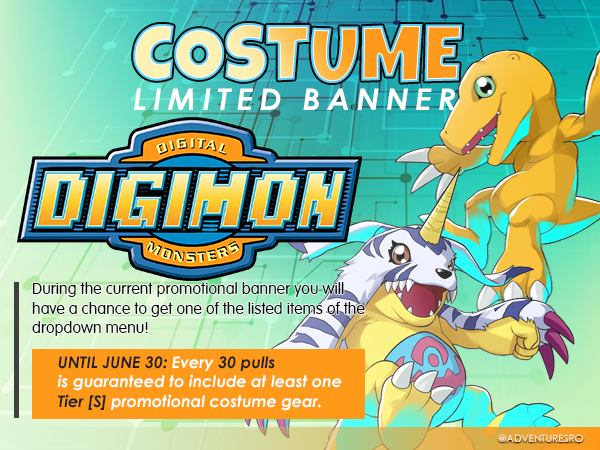 COSTUME
LIMITED BANNER
DIGITAL
DIGIMON
MONSTERS
During the current promotional banner you will
have a chance to get one of the listed items of the
dropdown menu!
UNTIL JUNE 30: Every 30 pulls
is guaranteed to include at least one
Tier [S] promotional costume gear.
@ADVENTURESRO